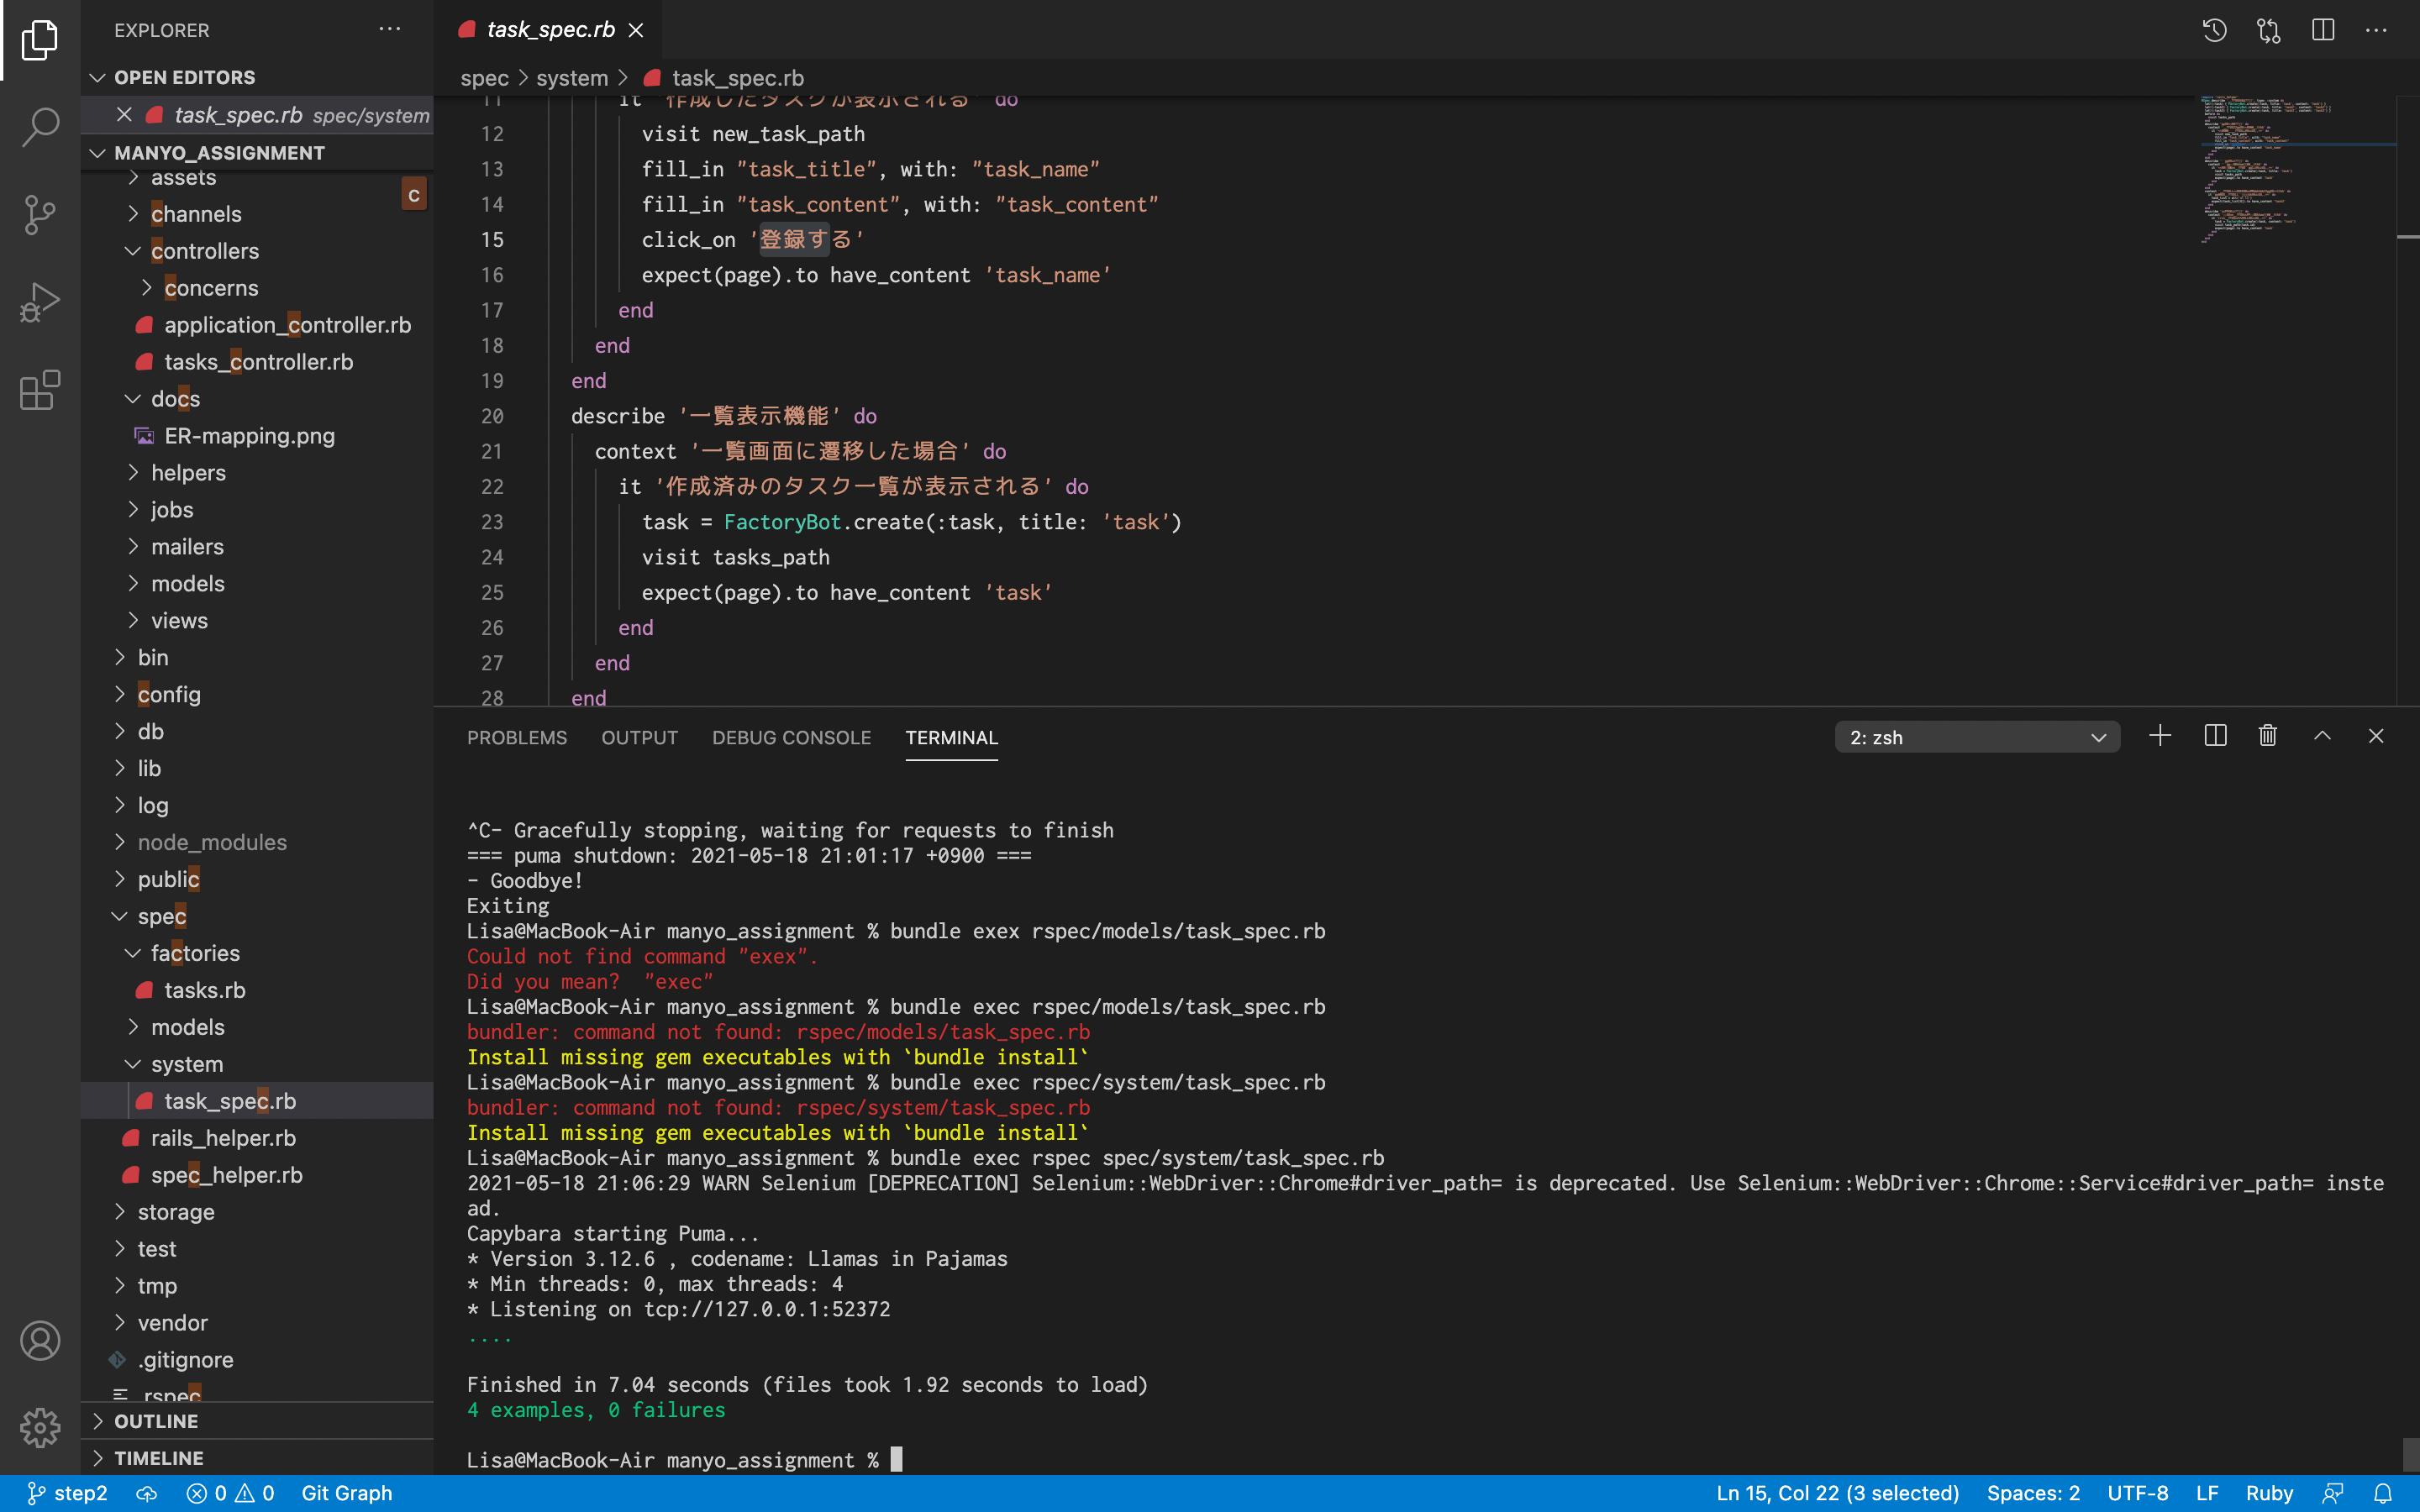 EXPLORER
OPEN EDITORS
task_spec.rb spec/system
MANYO_ASSIGNMENT
assets
c
channels
controllers
concerns
application_controller.rb
tasks_controller.rb
docs
ER-mapping.png
helpers
jobs
mailers
models
views
bin
config
db
lib
log
node_modules
public
spec
factories
tasks.rb
models
system
task_spec.rb
rails_helper.rb
spec_helper.rb
storage
test
tmp
vendor
.gitignore
.rspec
OUTLINE
TIMELINE
task_spec.rb
spec > system > task_spec.rb
11 it '作成したタスクが表示される' do
12 visit new_task_path
13 fill_in "task_title", with: "task_name"
14 fill_in "task_content", with: "task_content"
15 click_on '登録する'
16 expect(page).to have_content 'task_name'
17 end
18 end
19 end
20 describe '一覧表示機能' do
21 context '一覧画面に遷移した場合' do
22 it '作成済みのタスク一覧が表示される' do
23 task = FactoryBot.create(:task, title: 'task')
24 visit tasks_path
25 expect(page).to have_content 'task'
26 end
27 end
28 end
PROBLEMS OUTPUT DEBUG CONSOLE TERMINAL
2: zsh
^C- Gracefully stopping, waiting for requests to finish
=== puma shutdown: 2021-05-18 21:01:17 +0900 ===
- Goodbye!
Exiting
Lisa@MacBook-Air manyo_assignment % bundle exex rspec/models/task_spec.rb
Could not find command "exex".
Did you mean?  "exec"
Lisa@MacBook-Air manyo_assignment % bundle exec rspec/models/task_spec.rb
bundler: command not found: rspec/models/task_spec.rb
Install missing gem executables with `bundle install`
Lisa@MacBook-Air manyo_assignment % bundle exec rspec/system/task_spec.rb
bundler: command not found: rspec/system/task_spec.rb
Install missing gem executables with `bundle install`
Lisa@MacBook-Air manyo_assignment % bundle exec rspec spec/system/task_spec.rb
2021-05-18 21:06:29 WARN Selenium [DEPRECATION] Selenium::WebDriver::Chrome#driver_path= is deprecated. Use Selenium::WebDriver::Chrome::Service#driver_path= inste
ad.
Capybara starting Puma...
* Version 3.12.6 , codename: Llamas in Pajamas
* Min threads: 0, max threads: 4
* Listening on tcp://127.0.0.1:52372
....
Finished in 7.04 seconds (files took 1.92 seconds to load)
4 examples, 0 failures
Lisa@MacBook-Air manyo_assignment %
step2 0 0 Git Graph Ln 15, Col 22 (3 selected) Spaces: 2 UTF-8 LF Ruby